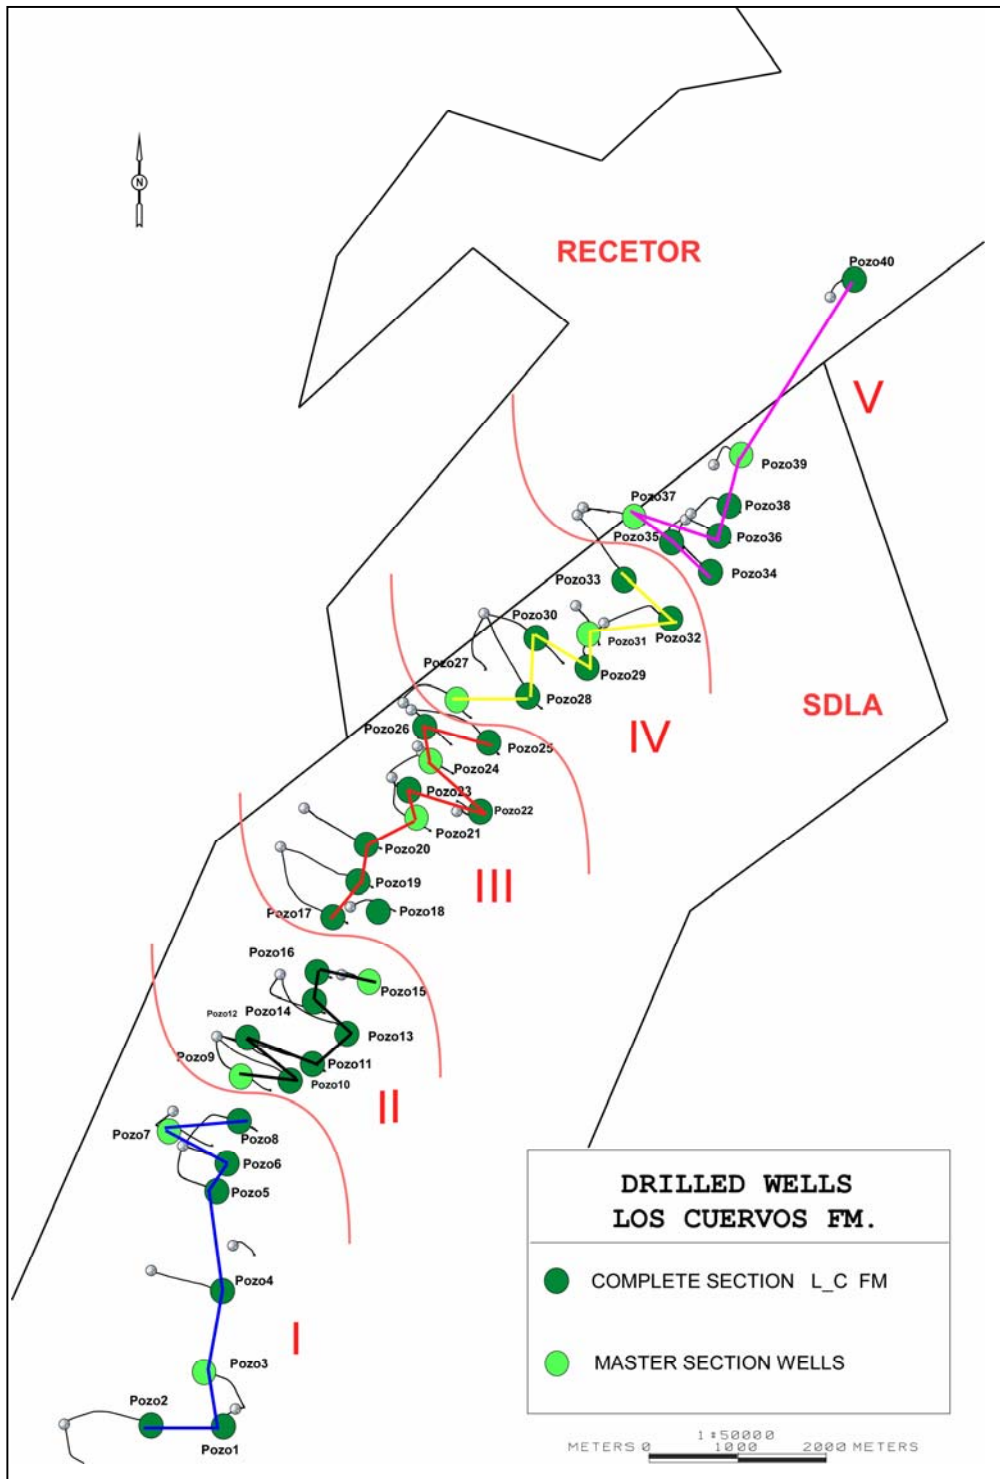 N
RECETOR
Pozo40
V
Pozo39
Pozo37
Pozo38
Pozo35
Pozo36
Pozo34
Pozo33
Pozo30
Pozo32
Pozo31
Pozo27
Pozo29
Pozo28
SDLA
IV
Pozo26
Pozo25
Pozo24
Pozo23
Pozo22
Pozo21
Pozo20
III
Pozo19
Pozo18
Pozo17
Pozo16
Pozo15
Pozo12
Pozo14
Pozo13
Pozo9
Pozo11
Pozo10
II
Pozo7
Pozo8
Pozo6
Pozo5
Pozo4
I
Pozo3
Pozo2
Pozo1
DRILLED WELLS
LOS CUERVOS FM.
COMPLETE SECTION L_C FM
MASTER SECTION WELLS
1:50000
METERS 0 1000 2000 METERS